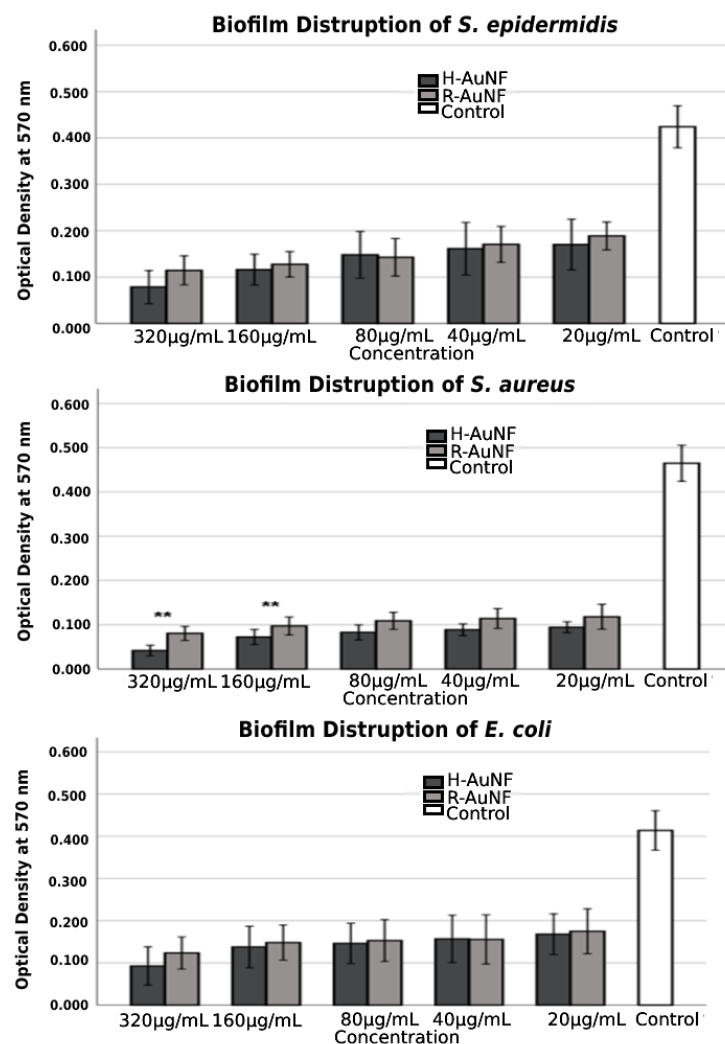 Biofilm Distruption of S. epidermidis
0.600
0.500
0.400
0.300
0.200
0.100
0.000
Optical Density at 570 nm
H-AuNF
R-AuNF
Control
320µg/mL 160µg/mL 80µg/mL 40µg/mL 20µg/mL Control
Concentration
Biofilm Distruption of S. aureus
0.600
0.500
0.400
0.300
0.200
0.100
0.000
Optical Density at 570 nm
H-AuNF
R-AuNF
Control
** **
320µg/mL 160µg/mL 80µg/mL 40µg/mL 20µg/mL Control
Concentration
Biofilm Distruption of E. coli
0.600
0.500
0.400
0.300
0.200
0.100
0.000
Optical Density at 570 nm
H-AuNF
R-AuNF
Control
320µg/mL 160µg/mL 80µg/mL 40µg/mL 20µg/mL Control
Concentration